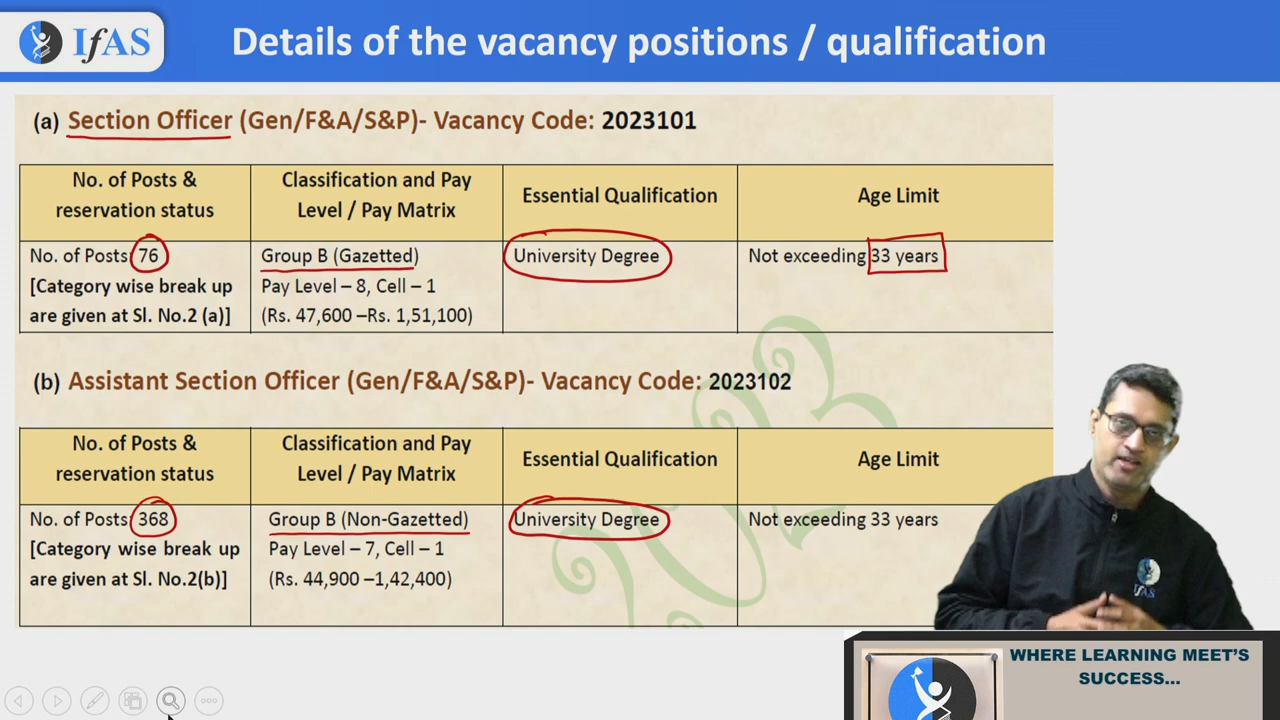 IfAS
Details of the vacancy positions / qualification
(a) Section Officer (Gen/F&A/S&P)- Vacancy Code: 2023101
No. of Posts & reservation status
Classification and Pay Level / Pay Matrix
Essential Qualification
Age Limit
No. of Posts: 76
[Category wise break up
are given at Sl. No.2 (a)]
Group B (Gazetted)
Pay Level – 8, Cell – 1
(Rs. 47,600 –Rs. 1,51,100)
University Degree
Not exceeding 33 years
(b) Assistant Section Officer (Gen/F&A/S&P)- Vacancy Code: 2023102
No. of Posts & reservation status
Classification and Pay Level / Pay Matrix
Essential Qualification
Age Limit
No. of Posts: 368
[Category wise break up
are given at Sl. No.2(b)]
Group B (Non-Gazetted)
Pay Level – 7, Cell – 1
(Rs. 44,900 –1,42,400)
University Degree
Not exceeding 33 years
2023
IfAS
WHERE LEARNING MEET'S
SUCCESS...